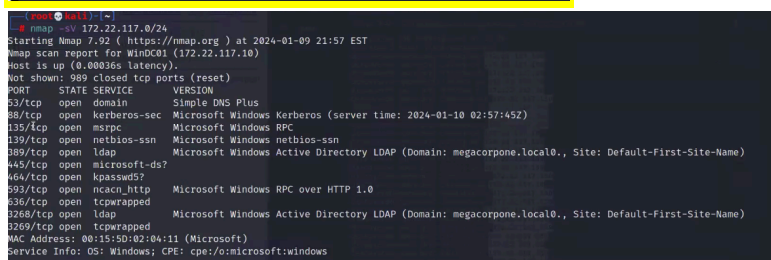 (root💀kali)-[~]
# nmap -sV 172.22.117.0/24
Starting Nmap 7.92 ( https://nmap.org ) at 2024-01-09 21:57 EST
Nmap scan report for WinDC01 (172.22.117.10)
Host is up (0.00036s latency).
Not shown: 989 closed tcp ports (reset)
PORT     STATE SERVICE       VERSION
53/tcp   open  domain        Simple DNS Plus
88/tcp   open  kerberos-sec  Microsoft Windows Kerberos (server time: 2024-01-10 02:57:45Z)
135/tcp  open  msrpc         Microsoft Windows RPC
139/tcp  open  netbios-ssn   Microsoft Windows netbios-ssn
389/tcp  open  ldap          Microsoft Windows Active Directory LDAP (Domain: megacorpone.local0., Site: Default-First-Site-Name)
445/tcp  open  microsoft-ds?
464/tcp  open  kpasswd5?
593/tcp  open  ncacn_http    Microsoft Windows RPC over HTTP 1.0
636/tcp  open  tcpwrapped
3268/tcp open  ldap          Microsoft Windows Active Directory LDAP (Domain: megacorpone.local0., Site: Default-First-Site-Name)
3269/tcp open  tcpwrapped
MAC Address: 00:15:5D:02:04:11 (Microsoft)
Service Info: OS: Windows; CPE: cpe:/o:microsoft:windows